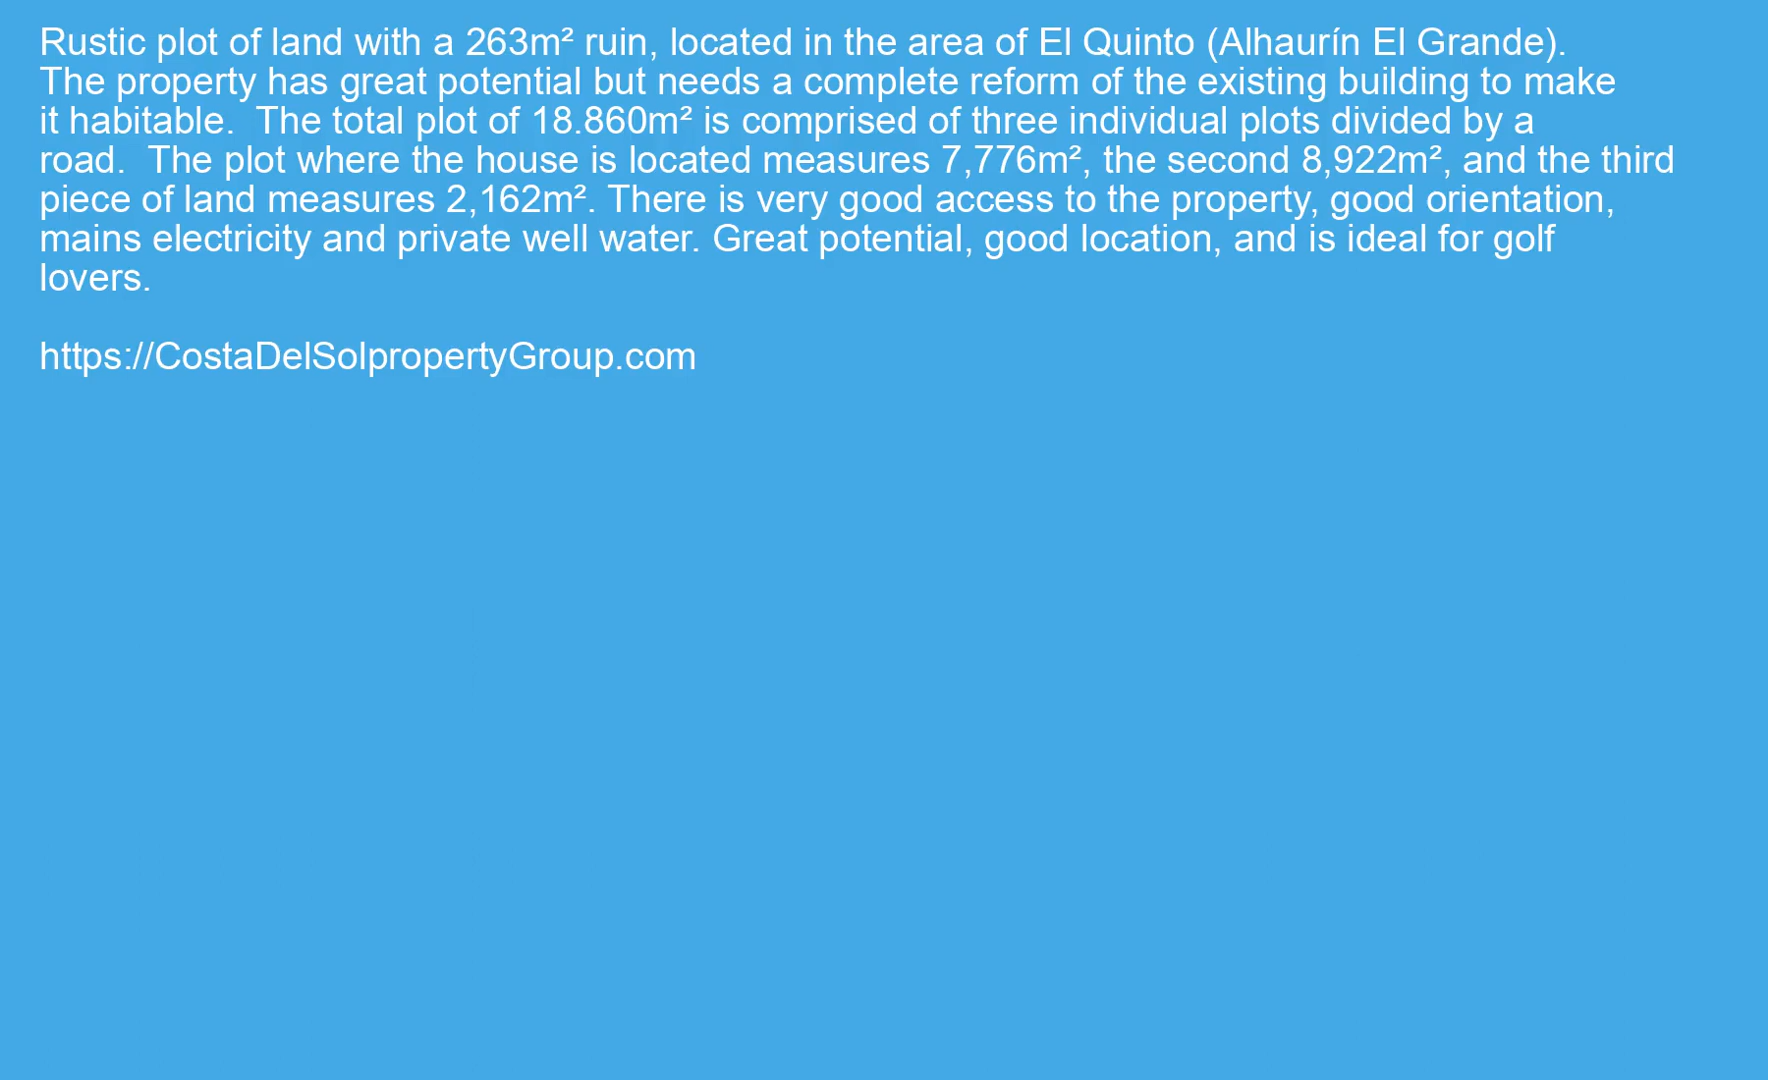 Rustic plot of land with a 263m² ruin, located in the area of El Quinto (Alhaurín El Grande).
The property has great potential but needs a complete reform of the existing building to make
it habitable.  The total plot of 18.860m² is comprised of three individual plots divided by a
road.  The plot where the house is located measures 7,776m², the second 8,922m², and the third
piece of land measures 2,162m². There is very good access to the property, good orientation,
mains electricity and private well water. Great potential, good location, and is ideal for golf
lovers.
https://CostaDelSolpropertyGroup.com